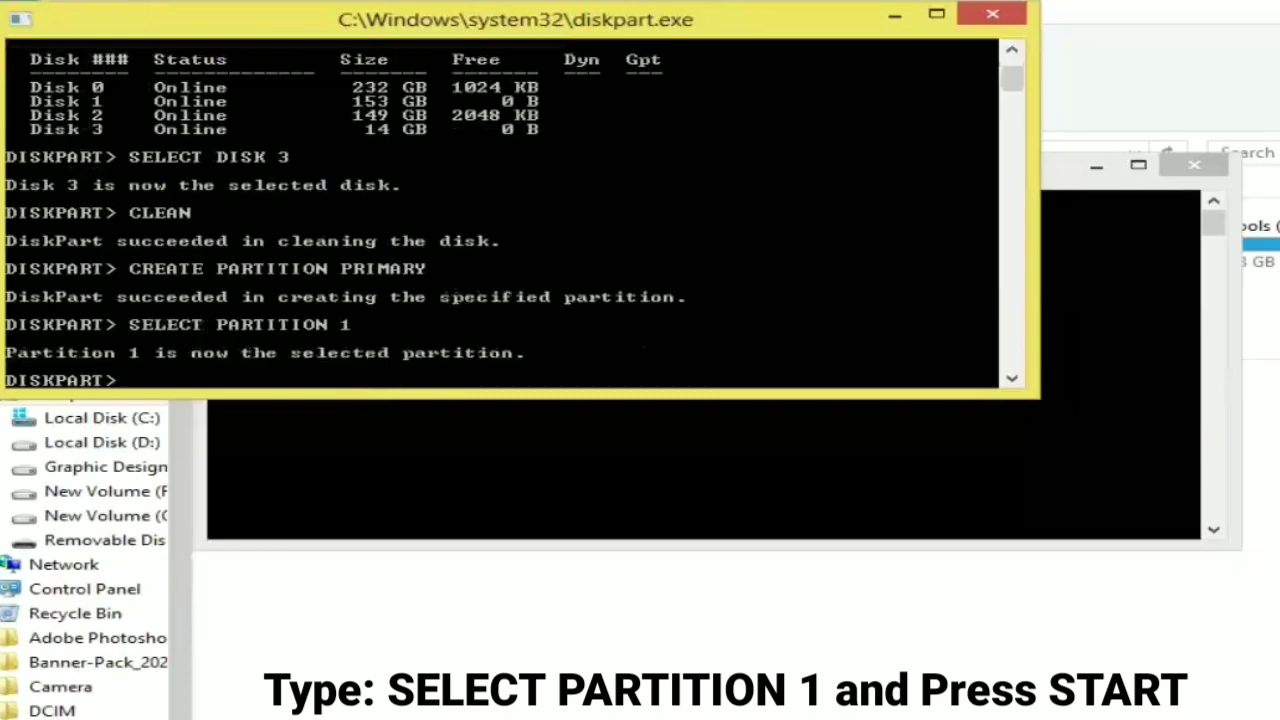 C:\Windows\system32\diskpart.exe
Disk ### Status Size Free Dyn Gpt
Disk 0 Online 232 GB 1024 KB
Disk 1 Online 153 GB 0 B
Disk 2 Online 149 GB 2048 KB
Disk 3 Online 14 GB 0 B
DISKPART> SELECT DISK 3
Disk 3 is now the selected disk.
DISKPART> CLEAN
DiskPart succeeded in cleaning the disk.
DISKPART> CREATE PARTITION PRIMARY
DiskPart succeeded in creating the specified partition.
DISKPART> SELECT PARTITION 1
Partition 1 is now the selected partition.
DISKPART>
Search
ools (
GB
Local Disk (C:)
Local Disk (D:)
Graphic Design
New Volume (F
New Volume (
Removable Dis
Network
Control Panel
Recycle Bin
Adobe Photosho
Banner-Pack_202
Camera
DCIM
Type: SELECT PARTITION 1 and Press START